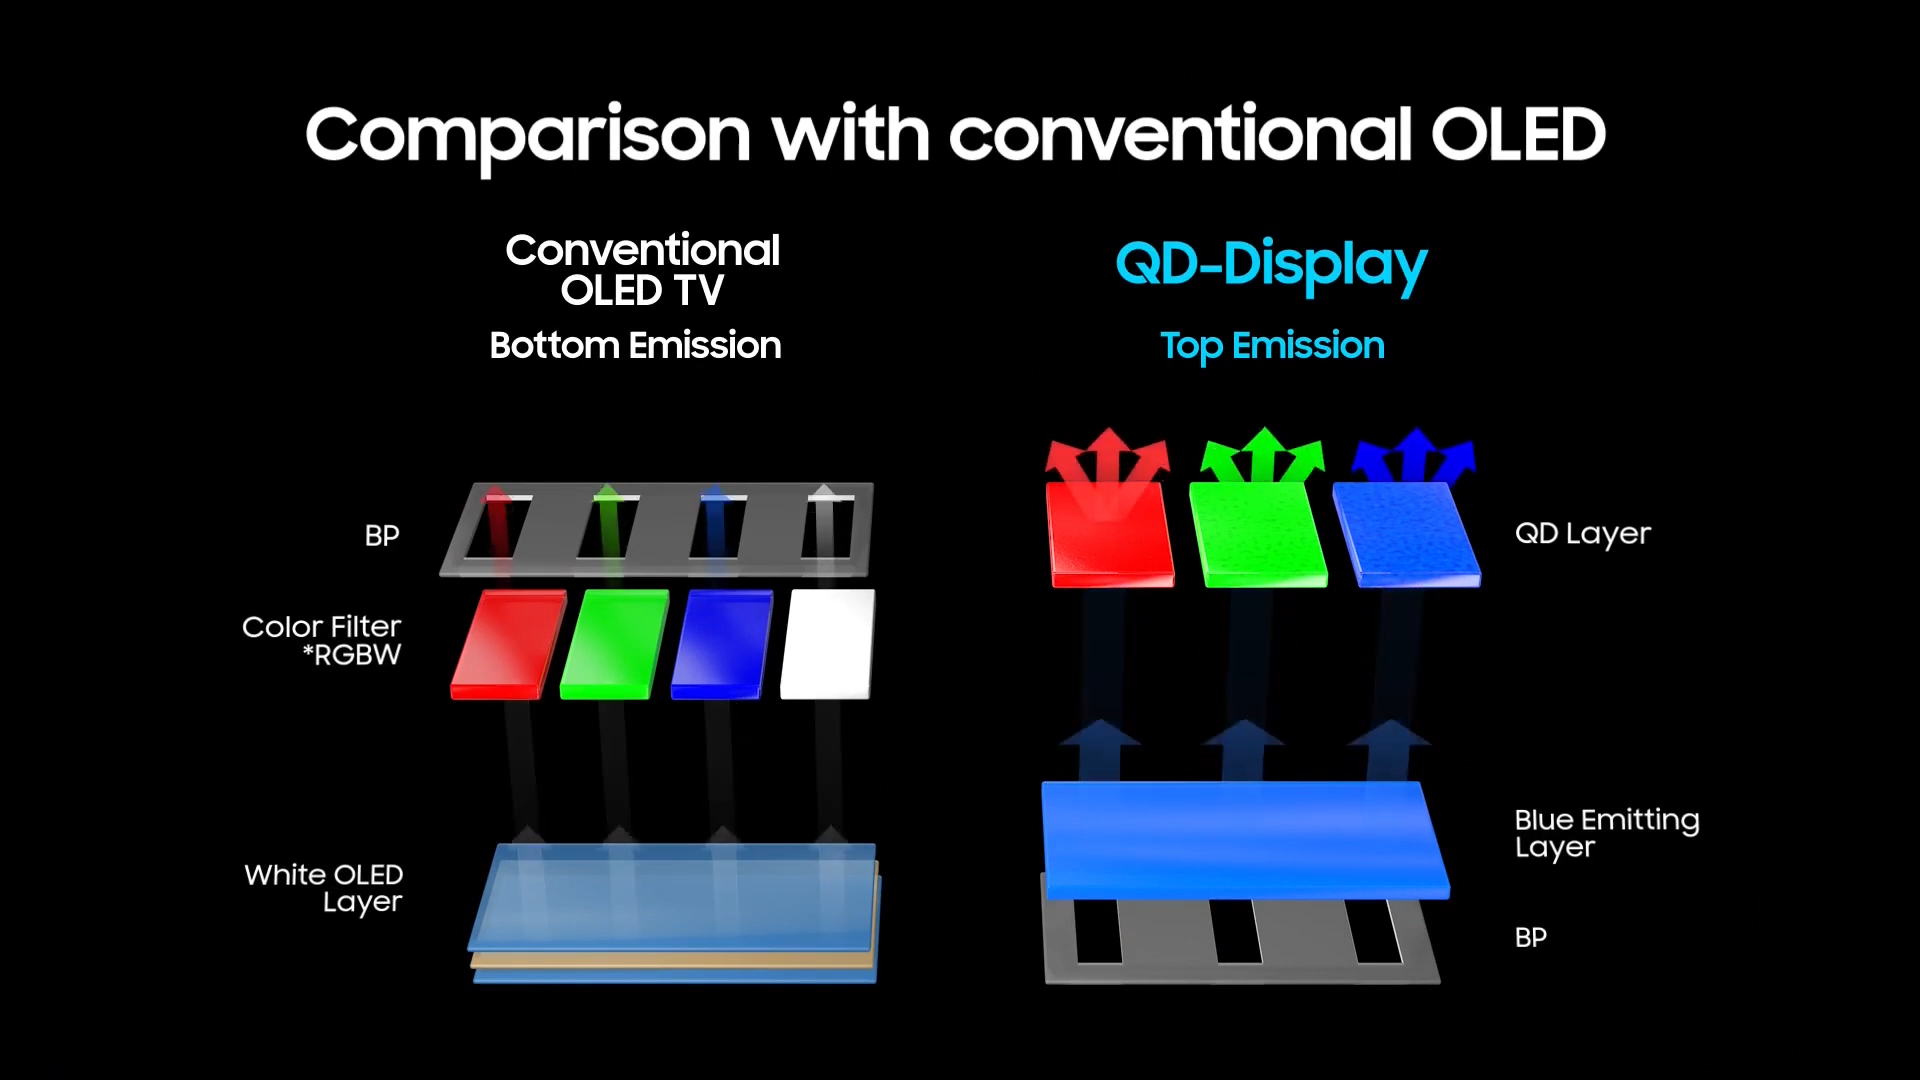 Comparison with conventional OLED
Conventional
OLED TV
Bottom Emission
BP
Color Filter
*RGBW
White OLED
Layer
QD-Display
Top Emission
QD Layer
Blue Emitting
Layer
BP